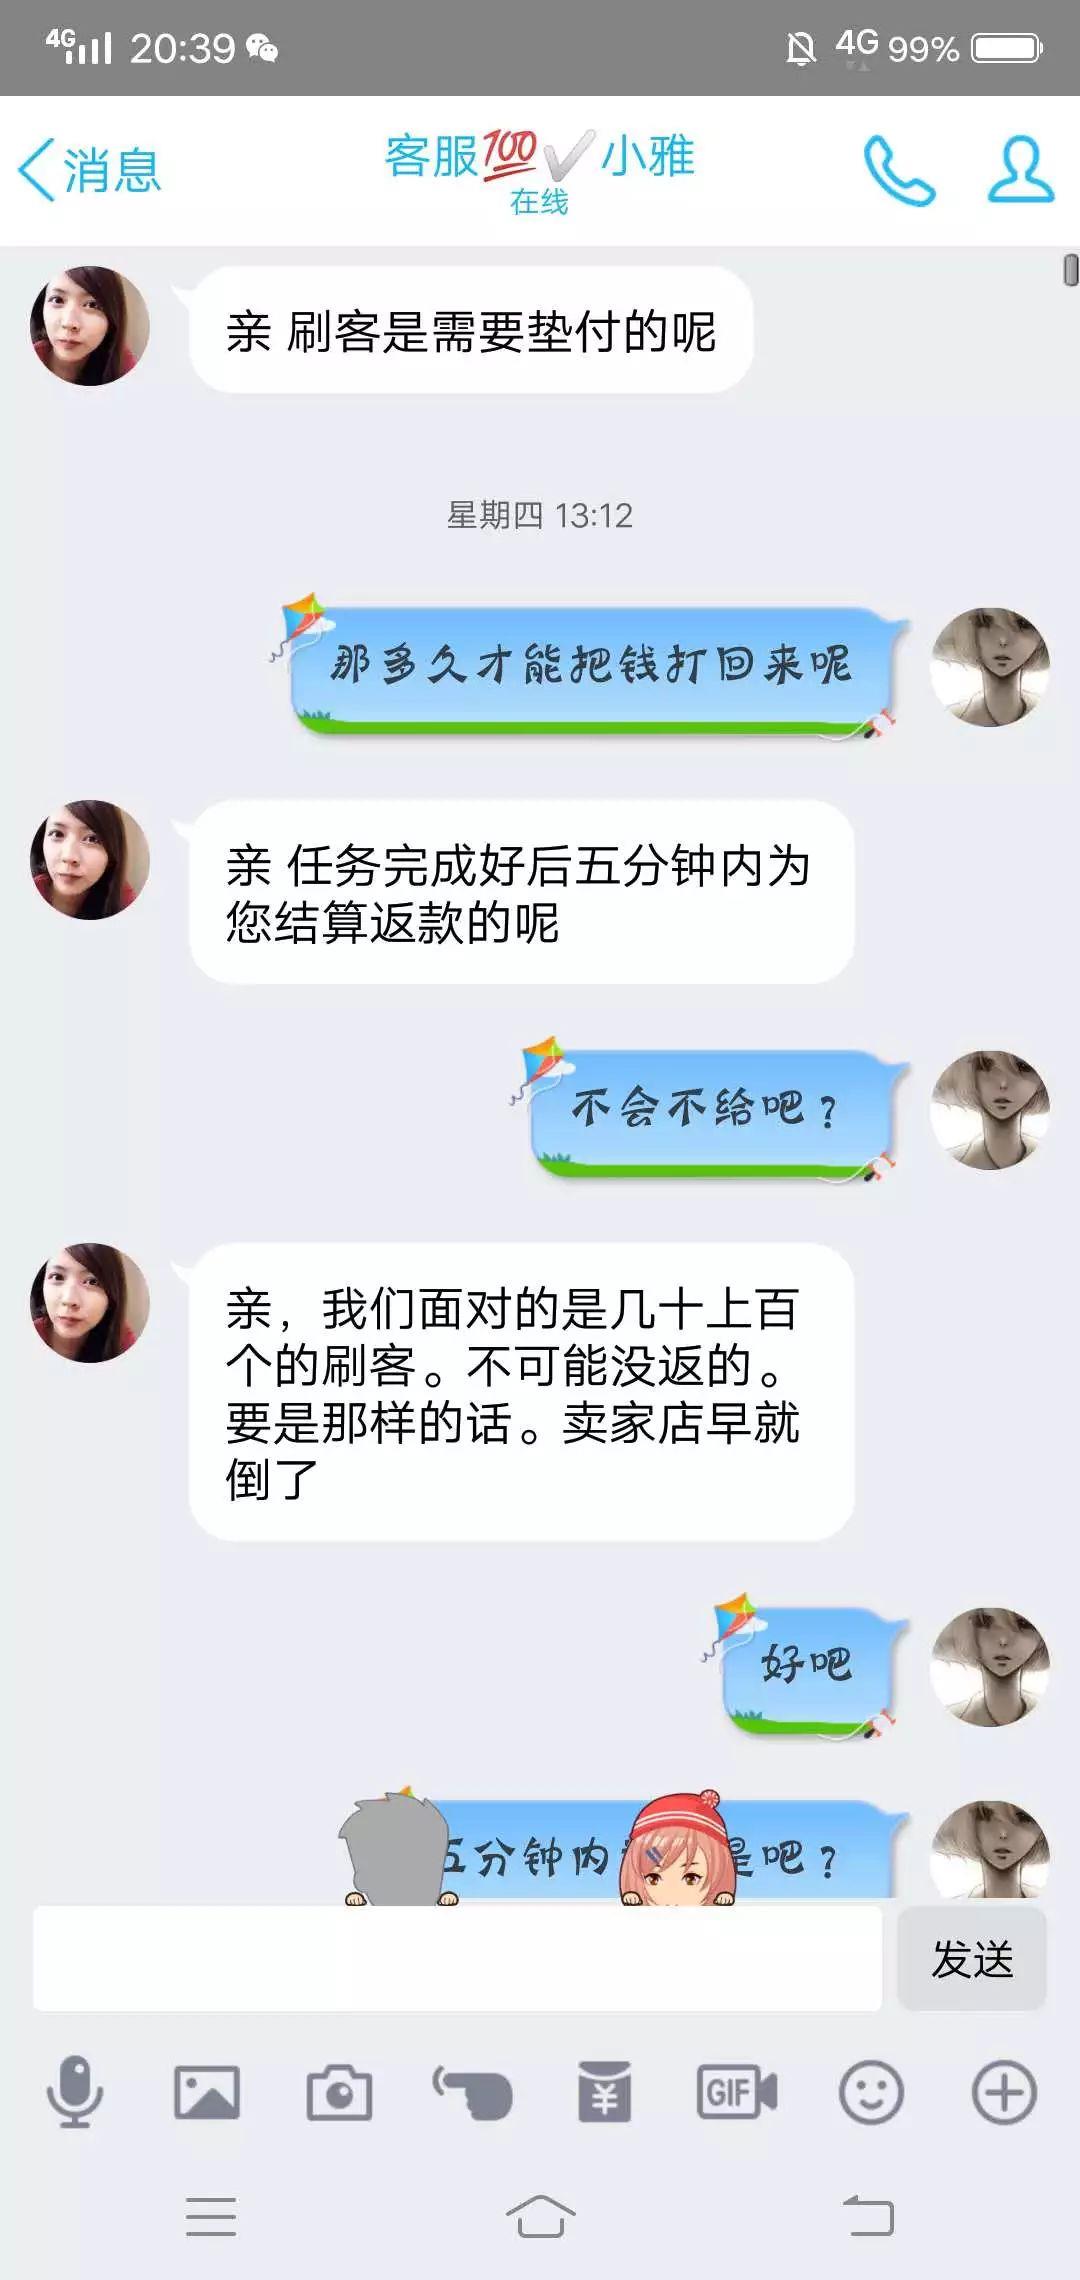 4G 20:39 4G 99%
消息
客服💯✔小雅
在线
亲 刷客是需要垫付的呢
星期四 13:12
那多久才能把钱打回来呢
亲 任务完成好后五分钟内为
您结算返款的呢
不会不给吧？
亲，我们面对的是几十上百
个的刷客。不可能没返的。
要是那样的话。卖家店早就
倒了
好吧
五分钟内 是吧？
发送
¥
GIF